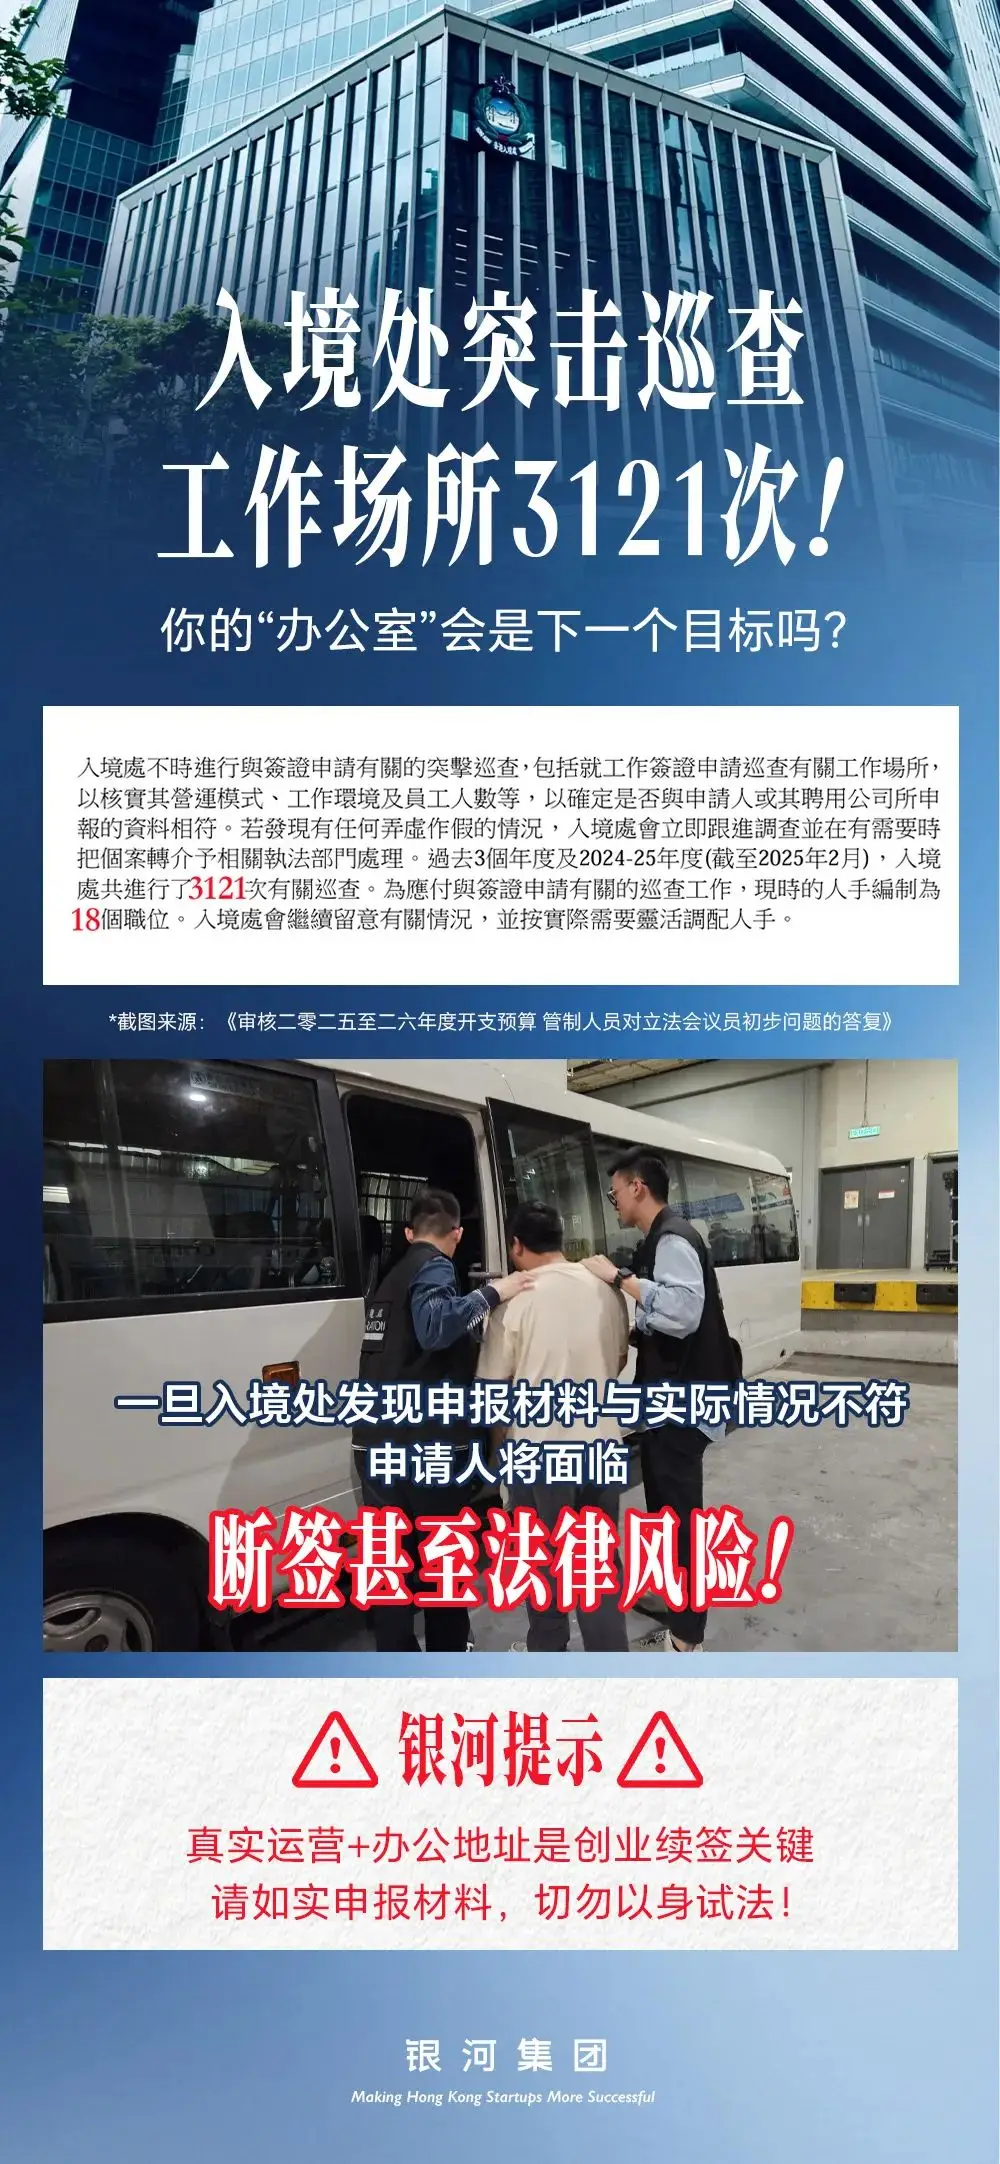 入境处突击巡查
工作场所3121次!
你的“办公室”会是下一个目标吗?
入境處不時進行與簽證申請有關的突擊巡查，包括就工作簽證申請巡查有關工作場所，
以核實其營運模式、工作環境及員工人數等，以確定是否與申請人或其聘用公司所申
報的資料相符。若發現有任何弄虛作假的情況，入境處會立即跟進調查並在有需要時
把個案轉介予相關執法部門處理。過去3個年度及2024-25年度(截至2025年2月)，入境
處共進行了3121次有關巡查。為應付與簽證申請有關的巡查工作，現時的人手編制為
18個職位。入境處會繼續留意有關情況，並按實際需要靈活調配人手。
*截图来源：《审核二零二五至二六年度开支预算 管制人员对立法会议员初步问题的答复》
一旦入境处发现申报材料与实际情况不符
申请人将面临
断签甚至法律风险!
银河提示
真实运营+办公地址是创业续签关键
请如实申报材料，切勿以身试法!
银河集团
Making Hong Kong Startups More Successful